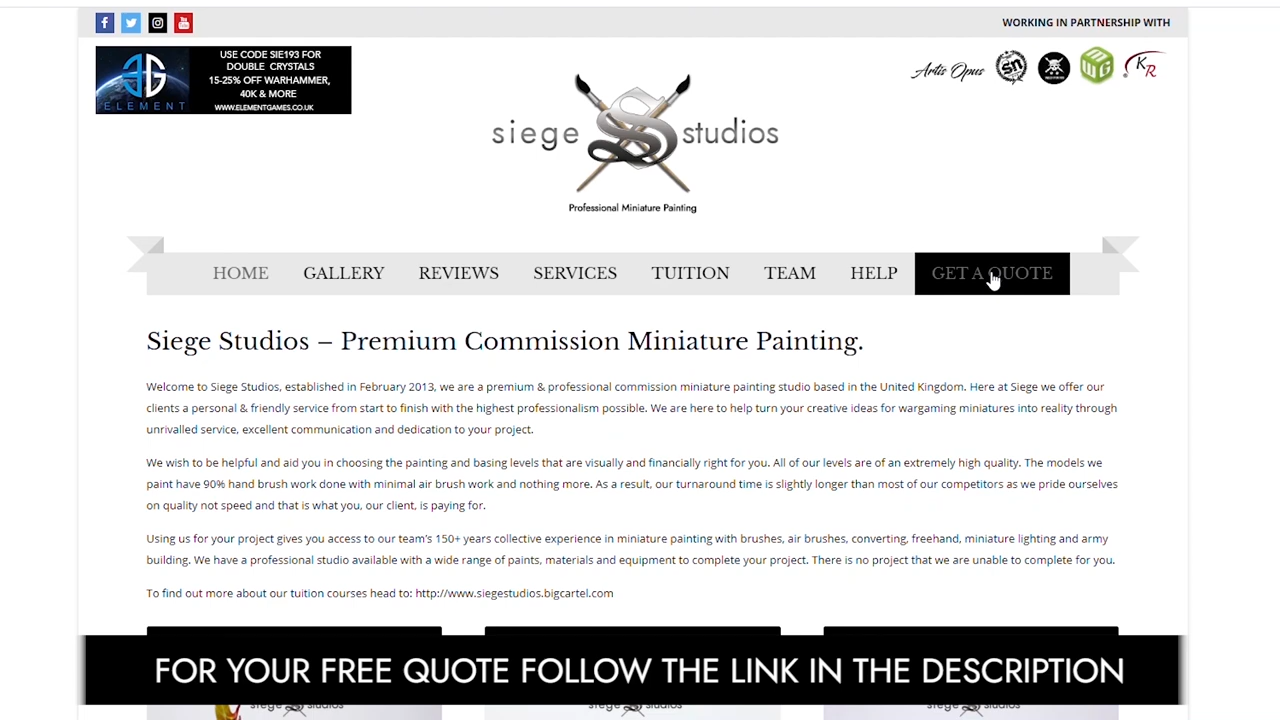 WORKING IN PARTNERSHIP WITH
USE CODE SIE193 FOR
DOUBLE CRYSTALS
15-25% OFF WARHAMMER,
40K & MORE
WWW.ELEMENTGAMES.CO.UK
ELEMENT
Artis Opus
KR
siege S studios
Professional Miniature Painting
HOME GALLERY REVIEWS SERVICES TUITION TEAM HELP GET A QUOTE
Siege Studios – Premium Commission Miniature Painting.
Welcome to Siege Studios, established in February 2013, we are a premium & professional commission miniature painting studio based in the United Kingdom. Here at Siege we offer our
clients a personal & friendly service from start to finish with the highest professionalism possible. We are here to help turn your creative ideas for wargaming miniatures into reality through
unrivalled service, excellent communication and dedication to your project.
We wish to be helpful and aid you in choosing the painting and basing levels that are visually and financially right for you. All of our levels are of an extremely high quality. The models we
paint have 90% hand brush work done with minimal air brush work and nothing more. As a result, our turnaround time is slightly longer than most of our competitors as we pride ourselves
on quality not speed and that is what you, our client, is paying for.
Using us for your project gives you access to our team's 150+ years collective experience in miniature painting with brushes, air brushes, converting, freehand, miniature lighting and army
building. We have a professional studio available with a wide range of paints, materials and equipment to complete your project. There is no project that we are unable to complete for you.
To find out more about our tuition courses head to: http://www.siegestudios.bigcartel.com
FOR YOUR FREE QUOTE FOLLOW THE LINK IN THE DESCRIPTION